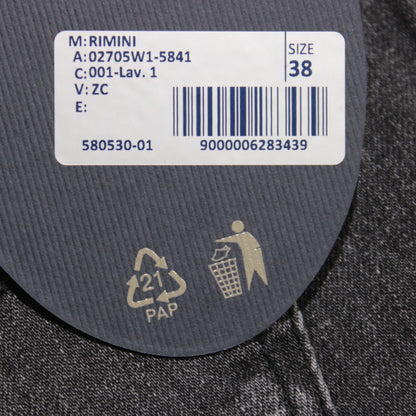 M: RIMINI
A: 02705W1-5841
C: 001-Lav. 1
V: ZC
E:
SIZE
38
580530-01
9000006283439
21
PAP